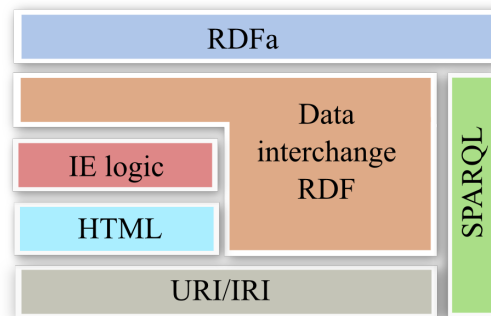 RDFa
Data
interchange
RDF
IE logic
HTML
SPARQL
URI/IRI